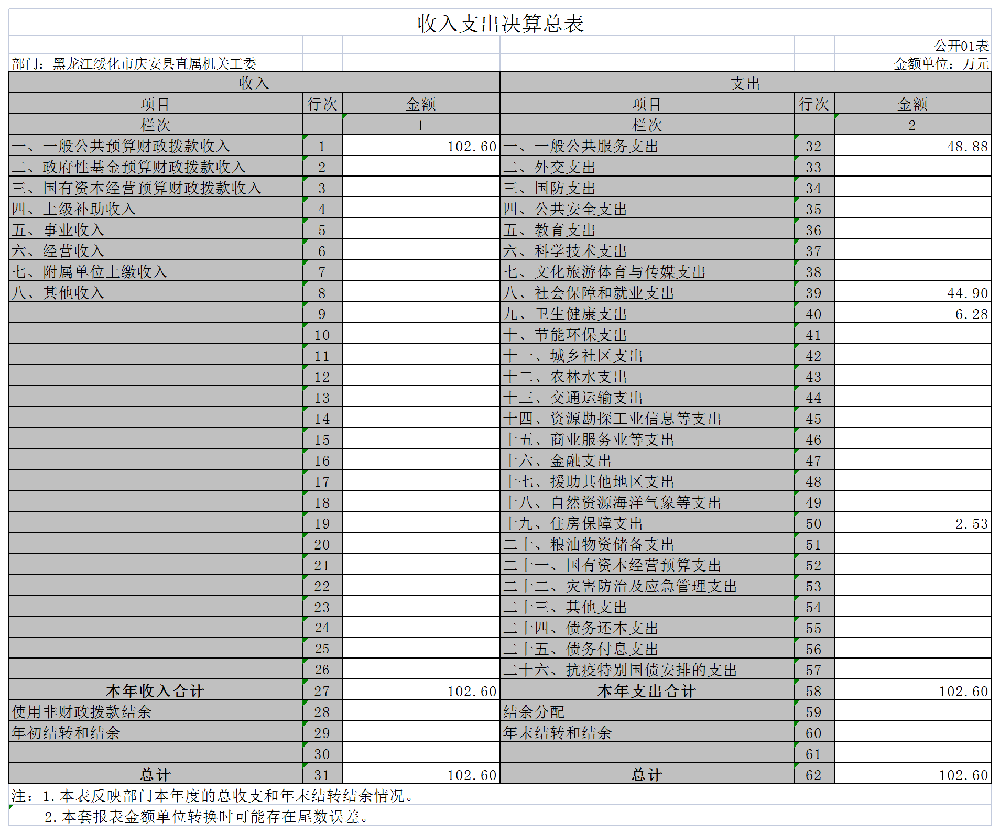 收入支出决算总表
公开01表
部门：黑龙江绥化市庆安县直属机关工委 金额单位：万元
收入 支出
项目 行次 金额 项目 行次 金额
栏次 1 栏次 2
一、一般公共预算财政拨款收入 1 102.60 一、一般公共服务支出 32 48.88
二、政府性基金预算财政拨款收入 2 二、外交支出 33
三、国有资本经营预算财政拨款收入 3 三、国防支出 34
四、上级补助收入 4 四、公共安全支出 35
五、事业收入 5 五、教育支出 36
六、经营收入 6 六、科学技术支出 37
七、附属单位上缴收入 7 七、文化旅游体育与传媒支出 38
八、其他收入 8 八、社会保障和就业支出 39 44.90
9 九、卫生健康支出 40 6.28
10 十、节能环保支出 41
11 十一、城乡社区支出 42
12 十二、农林水支出 43
13 十三、交通运输支出 44
14 十四、资源勘探工业信息等支出 45
15 十五、商业服务业等支出 46
16 十六、金融支出 47
17 十七、援助其他地区支出 48
18 十八、自然资源海洋气象等支出 49
19 十九、住房保障支出 50 2.53
20 二十、粮油物资储备支出 51
21 二十一、国有资本经营预算支出 52
22 二十二、灾害防治及应急管理支出 53
23 二十三、其他支出 54
24 二十四、债务还本支出 55
25 二十五、债务付息支出 56
26 二十六、抗疫特别国债安排的支出 57
本年收入合计 27 102.60 本年支出合计 58 102.60
使用非财政拨款结余 28 结余分配 59
年初结转和结余 29 年末结转和结余 60
30 61
总计 31 102.60 总计 62 102.60
注：1.本表反映部门本年度的总收支和年末结转结余情况。
2.本套报表金额单位转换时可能存在尾数误差。